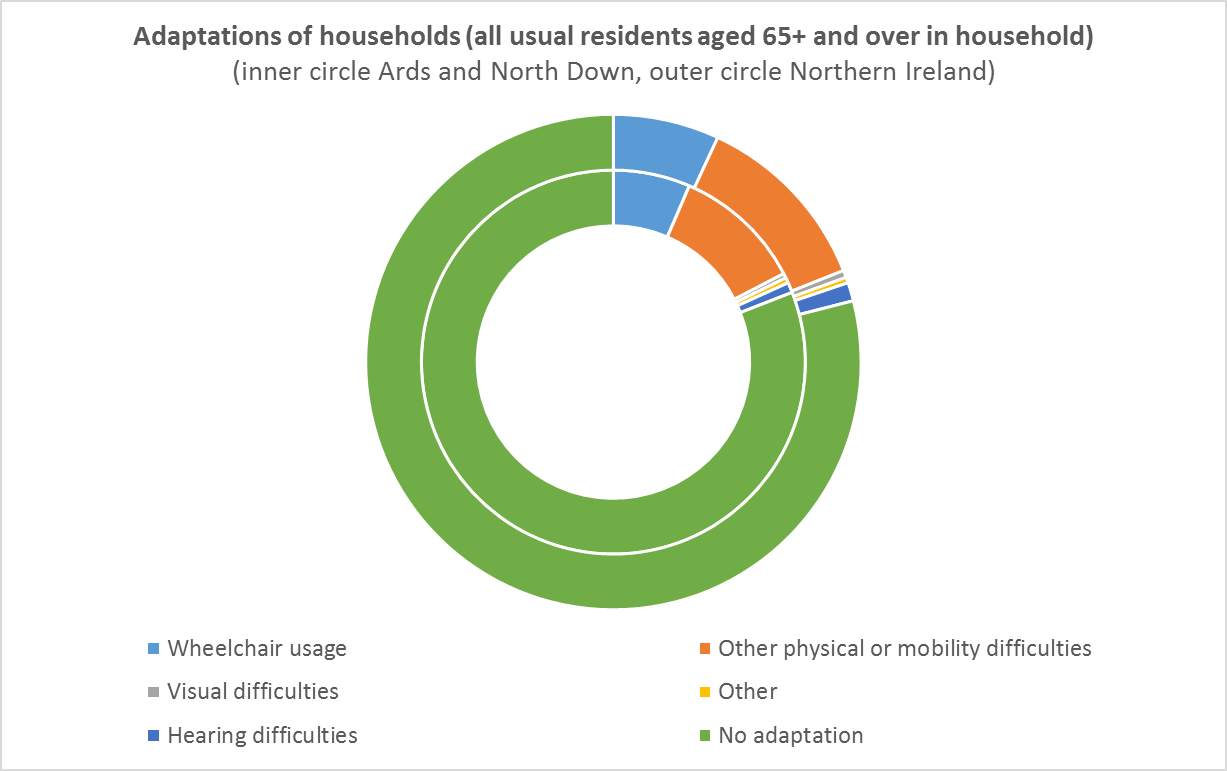 Adaptations of households (all usual residents aged 65+ and over in household)
(inner circle Ards and North Down, outer circle Northern Ireland)
Wheelchair usage
Other physical or mobility difficulties
Visual difficulties
Other
Hearing difficulties
No adaptation